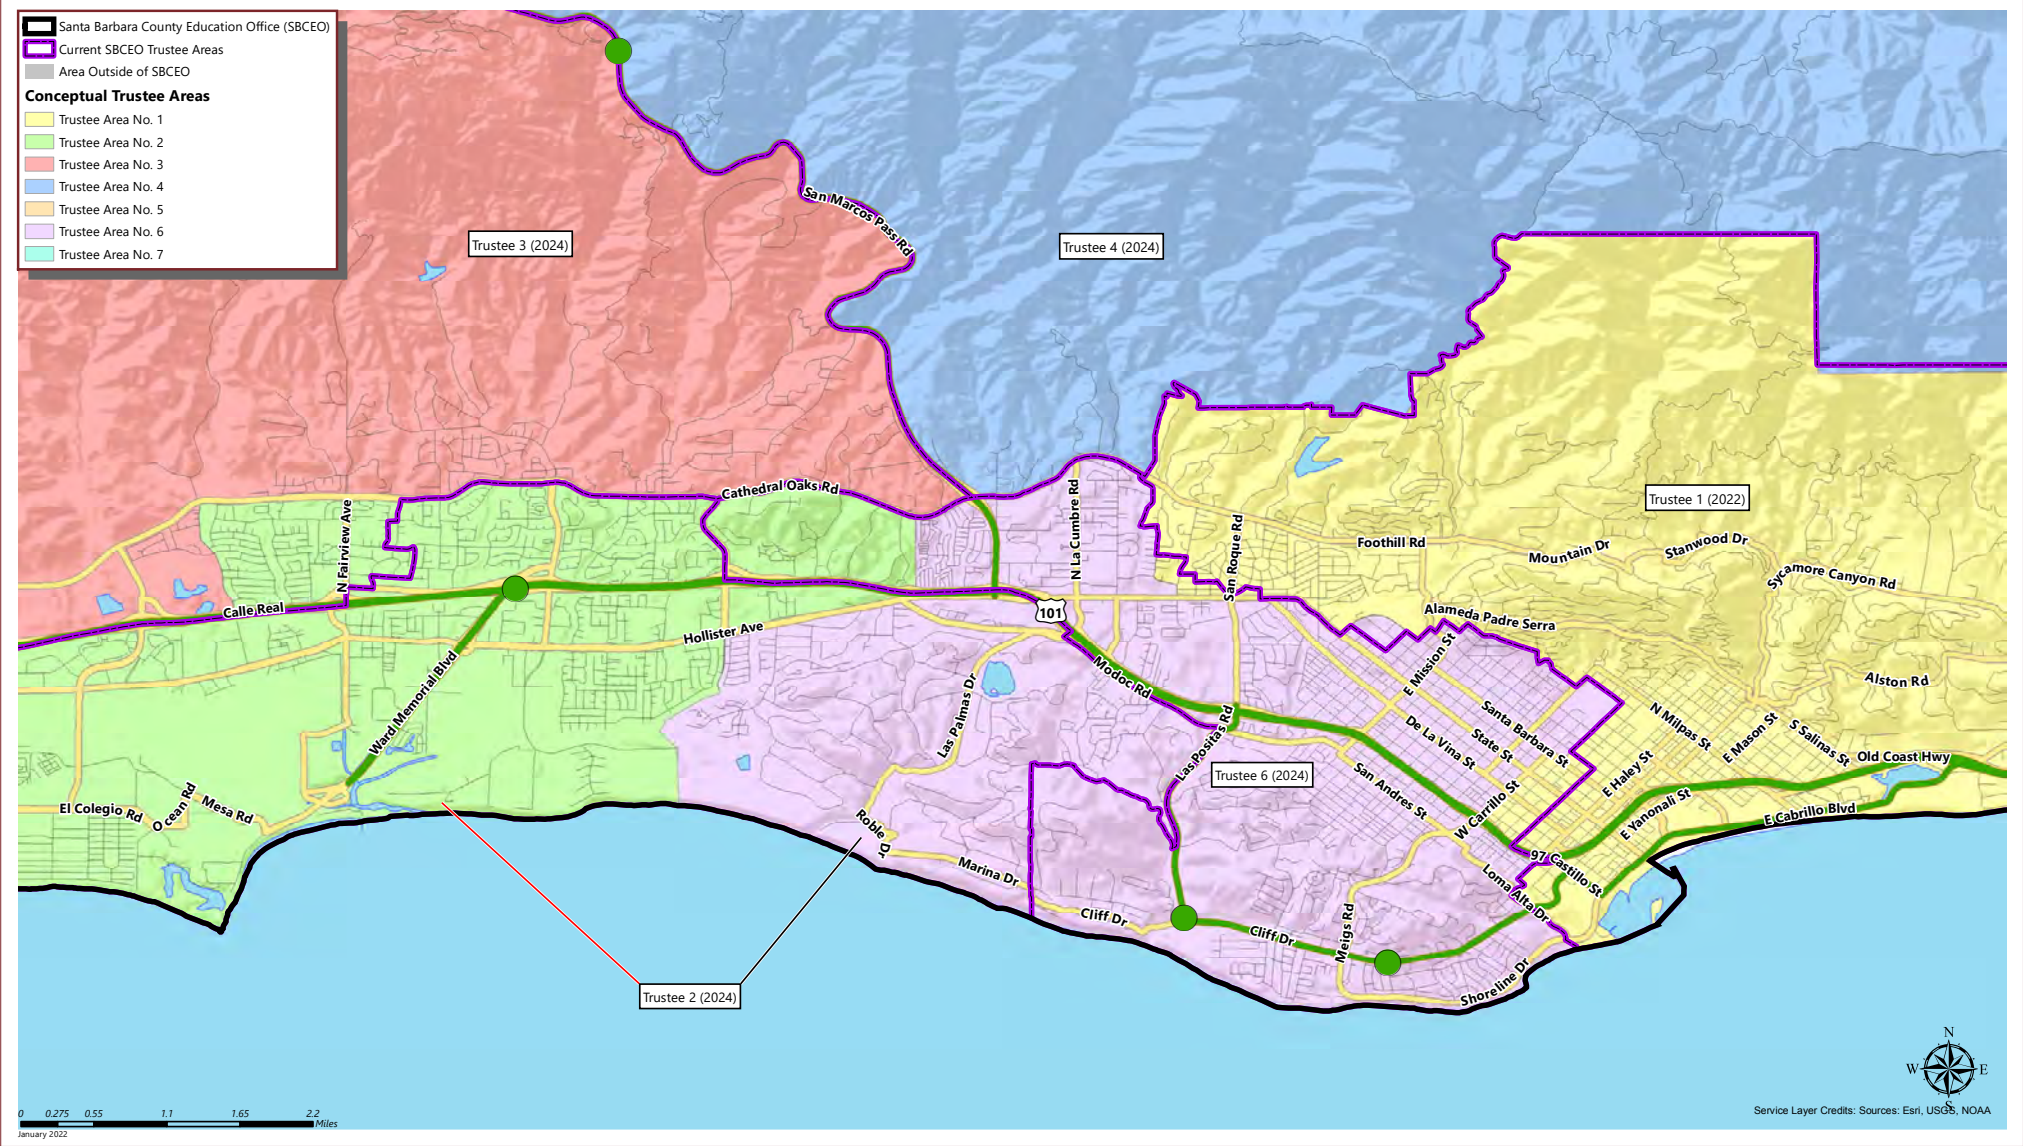 Santa Barbara County Education Office (SBCEO)
Current SBCEO Trustee Areas
Area Outside of SBCEO
Conceptual Trustee Areas
Trustee Area No. 1
Trustee Area No. 2
Trustee Area No. 3
Trustee Area No. 4
Trustee Area No. 5
Trustee Area No. 6
Trustee Area No. 7
San Marcos Pass Rd
Trustee 3 (2024)
Trustee 4 (2024)
Cathedral Oaks Rd
N Fairview Ave
N La Cumbre Rd
San Roque Rd
Trustee 1 (2022)
Foothill Rd
Mountain Dr
Stanwood Dr
Sycamore Canyon Rd
Calle Real
101
Alameda Padre Serra
Hollister Ave
Ward Memorial Blvd
Las Palmas Dr
Modoc Rd
Las Positas Rd
E Mission St
Alston Rd
Santa Barbara St
State St
De La Vina St
N Milpas St
E Mason St
S Salinas St
Old Coast Hwy
Trustee 6 (2024)
San Andres St
W Carrillo St
E Haley St
E Yanonali St
E Cabrillo Blvd
El Colegio Rd
Ocean Rd
Mesa Rd
Roble Dr
Marina Dr
97
Castillo St
Loma Alta Dr
Cliff Dr
Cliff Dr
Meigs Rd
Shoreline Dr
Trustee 2 (2024)
N
W
E
S
0 0.275 0.55 1.1 1.65 2.2
Miles
January 2022
Service Layer Credits: Sources: Esri, USGS, NOAA